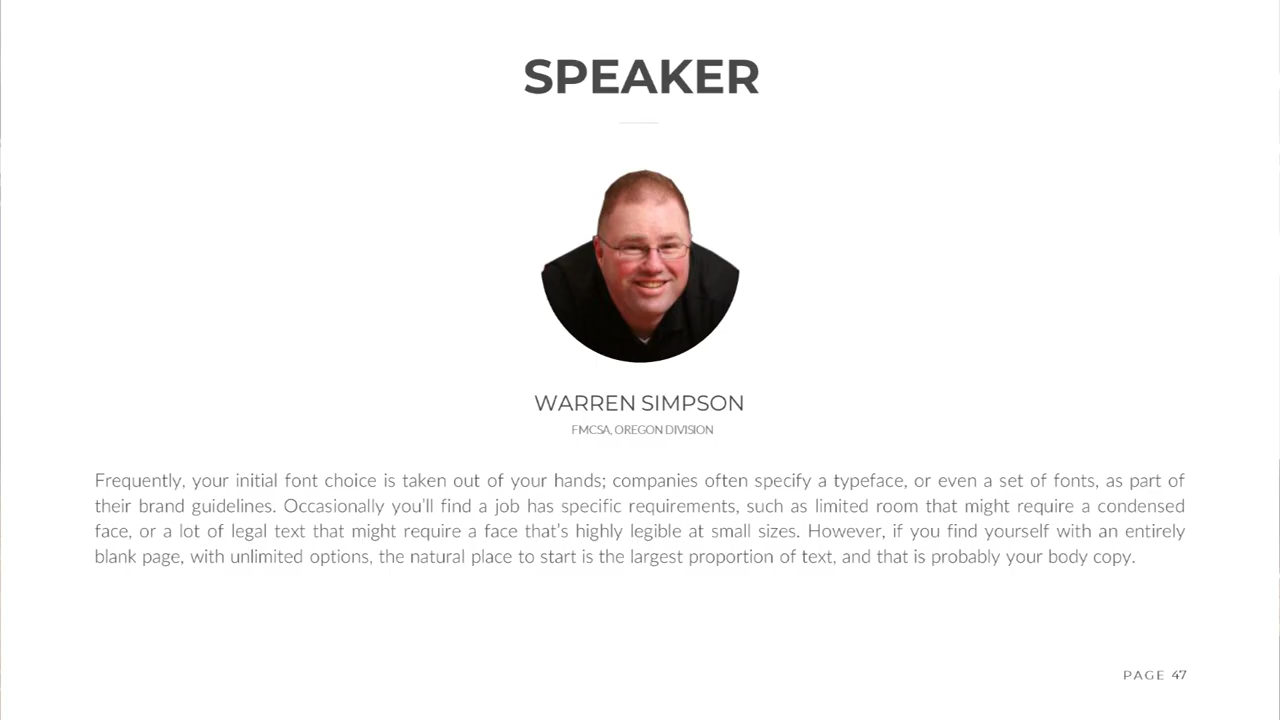 SPEAKER
WARREN SIMPSON
FMCSA, OREGON DIVISION
Frequently, your initial font choice is taken out of your hands; companies often specify a typeface, or even a set of fonts, as part of
their brand guidelines. Occasionally you'll find a job has specific requirements, such as limited room that might require a condensed
face, or a lot of legal text that might require a face that's highly legible at small sizes. However, if you find yourself with an entirely
blank page, with unlimited options, the natural place to start is the largest proportion of text, and that is probably your body copy.
PAGE 47